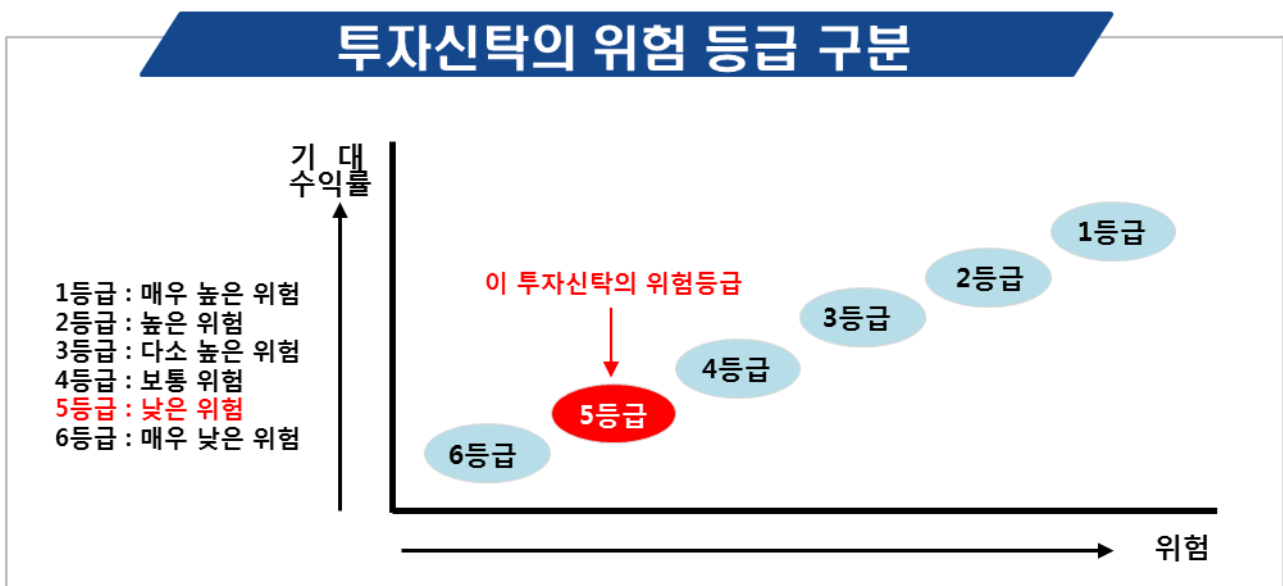 투자신탁의 위험 등급 구분
기 대
수익률
1등급 : 매우 높은 위험
2등급 : 높은 위험
3등급 : 다소 높은 위험
4등급 : 보통 위험
5등급 : 낮은 위험
6등급 : 매우 낮은 위험
이 투자신탁의 위험등급
1등급
2등급
3등급
4등급
5등급
6등급
위험